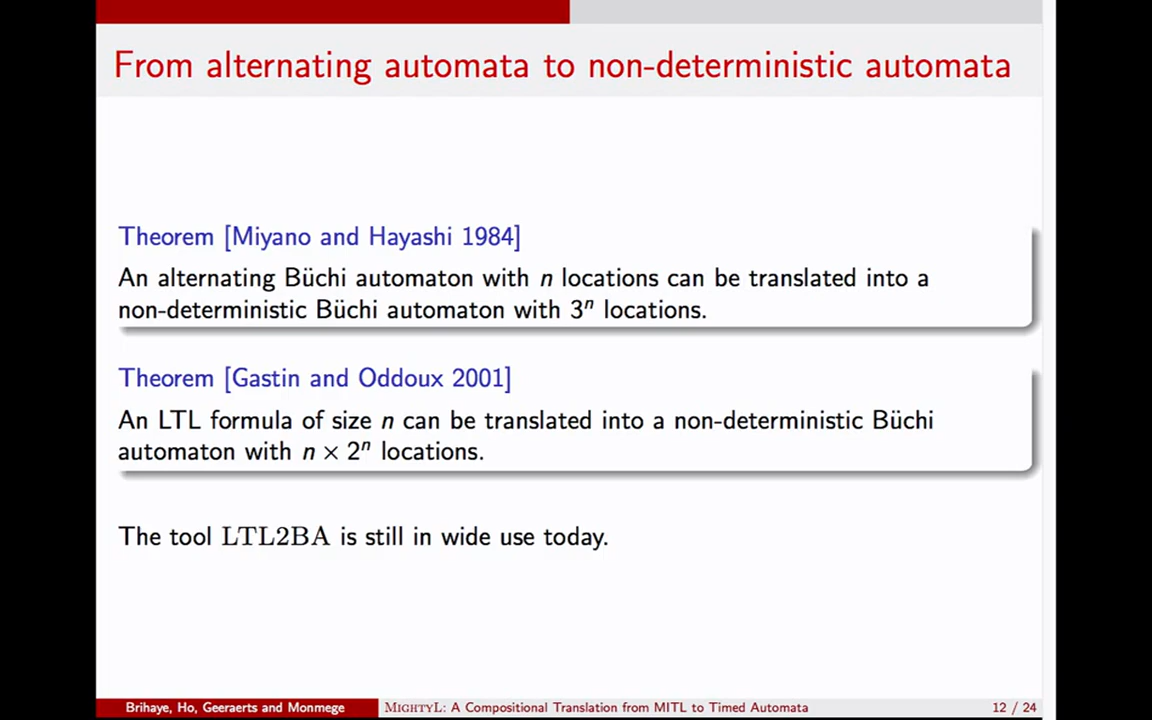 From alternating automata to non-deterministic automata
Theorem [Miyano and Hayashi 1984]
An alternating Büchi automaton with n locations can be translated into a
non-deterministic Büchi automaton with 3ⁿ locations.
Theorem [Gastin and Oddoux 2001]
An LTL formula of size n can be translated into a non-deterministic Büchi
automaton with n × 2ⁿ locations.
The tool LTL2BA is still in wide use today.
Brihaye, Ho, Geeraerts and Monmege MightyL: A Compositional Translation from MITL to Timed Automata 12 / 24